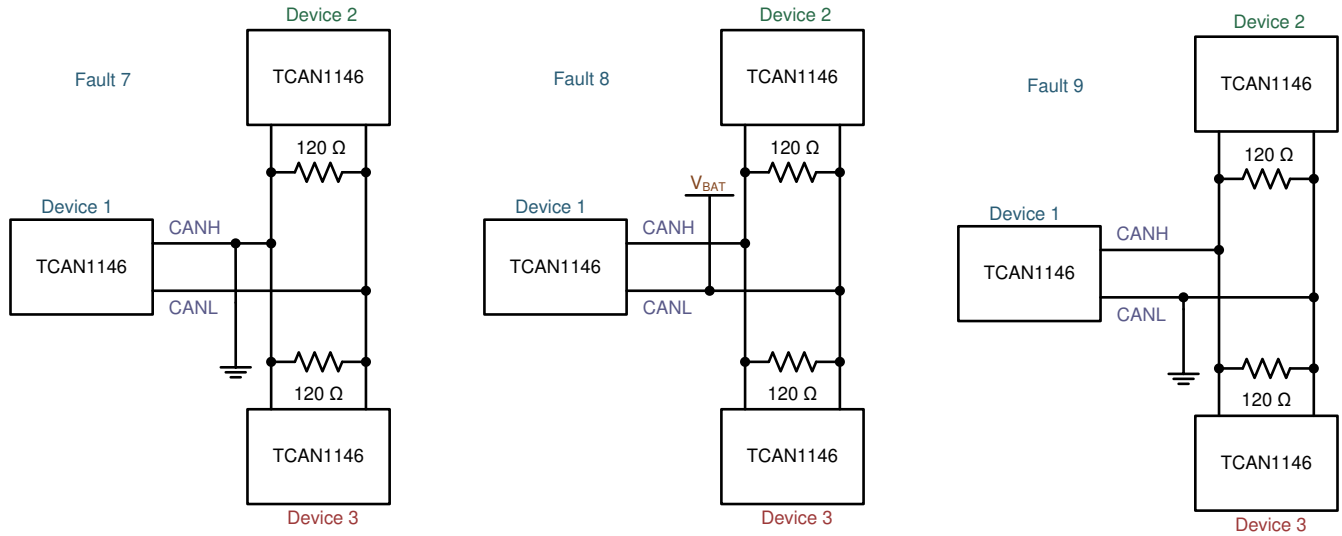 Device 2
Fault 7
TCAN1146
120 Ω
Device 1
CANH
TCAN1146
CANL
120 Ω
TCAN1146
Device 3
Device 2
Fault 8
TCAN1146
120 Ω
VBAT
Device 1
CANH
TCAN1146
CANL
120 Ω
TCAN1146
Device 3
Device 2
Fault 9
TCAN1146
120 Ω
Device 1
CANH
TCAN1146
CANL
120 Ω
TCAN1146
Device 3